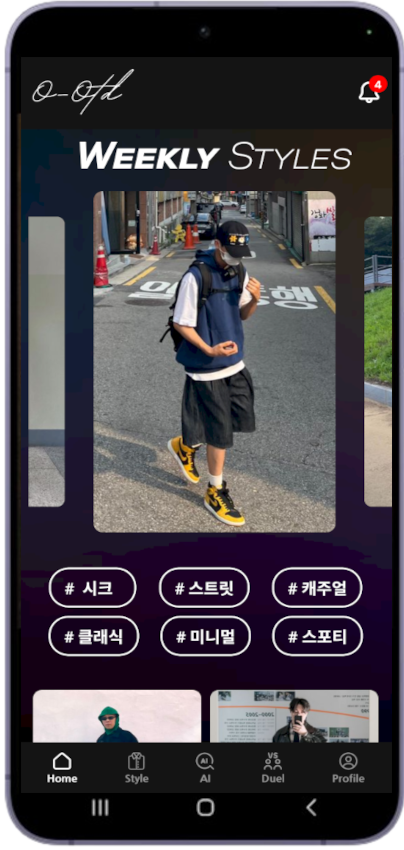 o-otd
4
WEEKLY STYLES
# 시크
# 스트릿
# 캐주얼
# 클래식
# 미니멀
# 스포티
Home
Style
AI
AI
VS
Duel
Profile